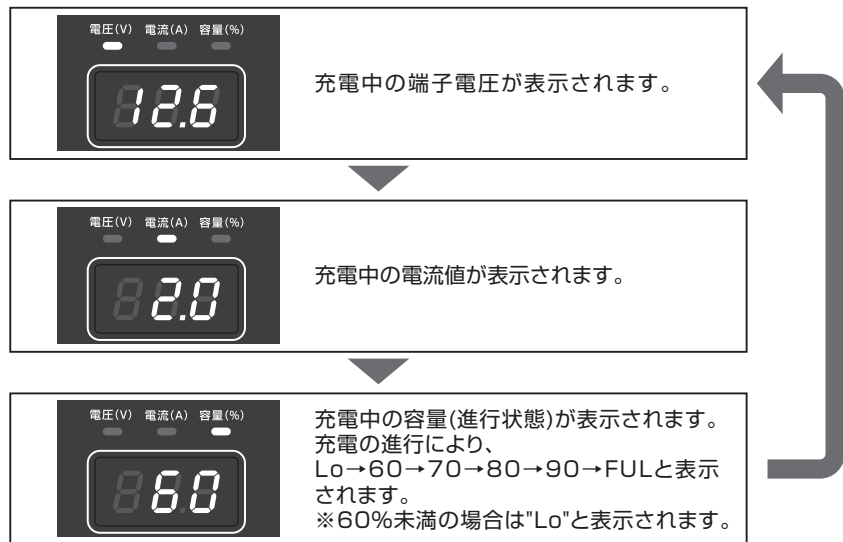 電圧(V) 電流(A) 容量(%)
12.6
充電中の端子電圧が表示されます。
電圧(V) 電流(A) 容量(%)
2.0
充電中の電流値が表示されます。
電圧(V) 電流(A) 容量(%)
60
充電中の容量(進行状態)が表示されます。
充電の進行により、
Lo→60→70→80→90→FULと表示
されます。
※60%未満の場合は"Lo"と表示されます。